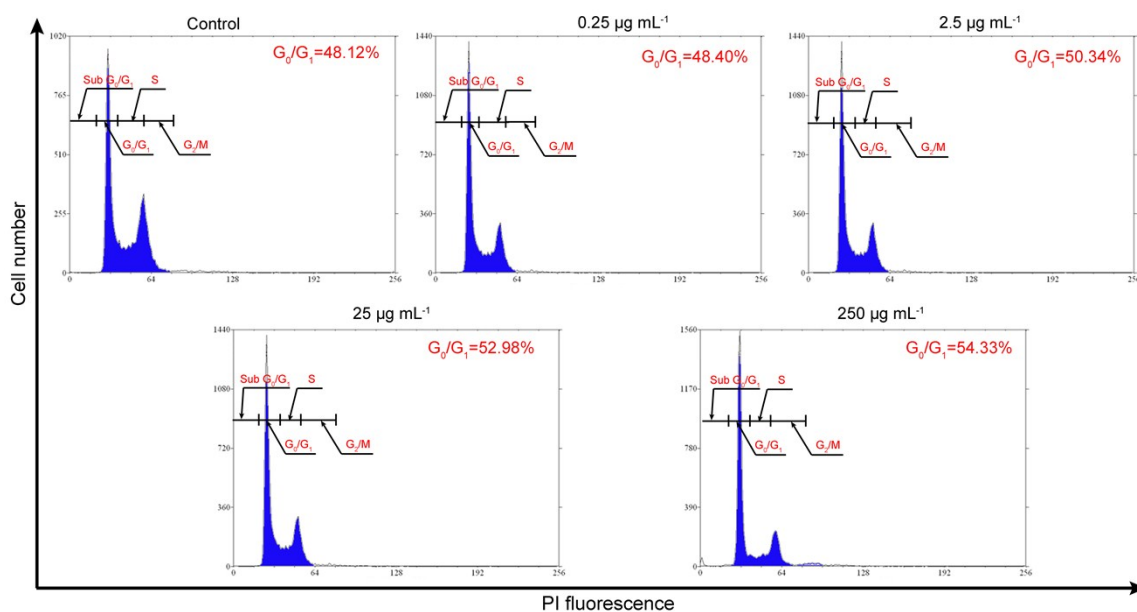 Control
0.25 µg mL⁻¹
2.5 µg mL⁻¹
1020
765
510
255
0
G₀/G₁=48.12%
Sub G₀/G₁
S
G₀/G₁
G₂/M
0 64 128 192 256
1440
1080
720
360
0
G₀/G₁=48.40%
Sub G₀/G₁
S
G₀/G₁
G₂/M
0 64 128 192 256
1440
1080
720
360
0
G₀/G₁=50.34%
Sub G₀/G₁
S
G₀/G₁
G₂/M
0 64 128 192 256
Cell number
25 µg mL⁻¹
250 µg mL⁻¹
1440
1080
720
360
0
G₀/G₁=52.98%
Sub G₀/G₁
S
G₀/G₁
G₂/M
0 64 128 192 256
1560
1170
780
390
0
G₀/G₁=54.33%
Sub G₀/G₁
S
G₀/G₁
G₂/M
0 64 128 192 256
PI fluorescence